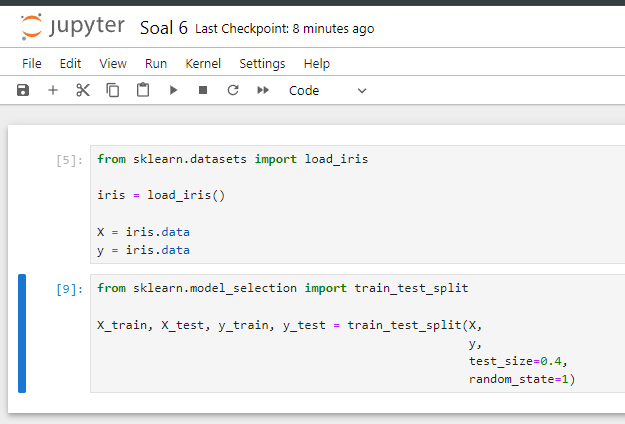 jupyter Soal 6 Last Checkpoint: 8 minutes ago
File Edit View Run Kernel Settings Help
Code
[5]: from sklearn.datasets import load_iris
iris = load_iris()
X = iris.data
y = iris.data
[9]: from sklearn.model_selection import train_test_split
X_train, X_test, y_train, y_test = train_test_split(X,
y,
test_size=0.4,
random_state=1)